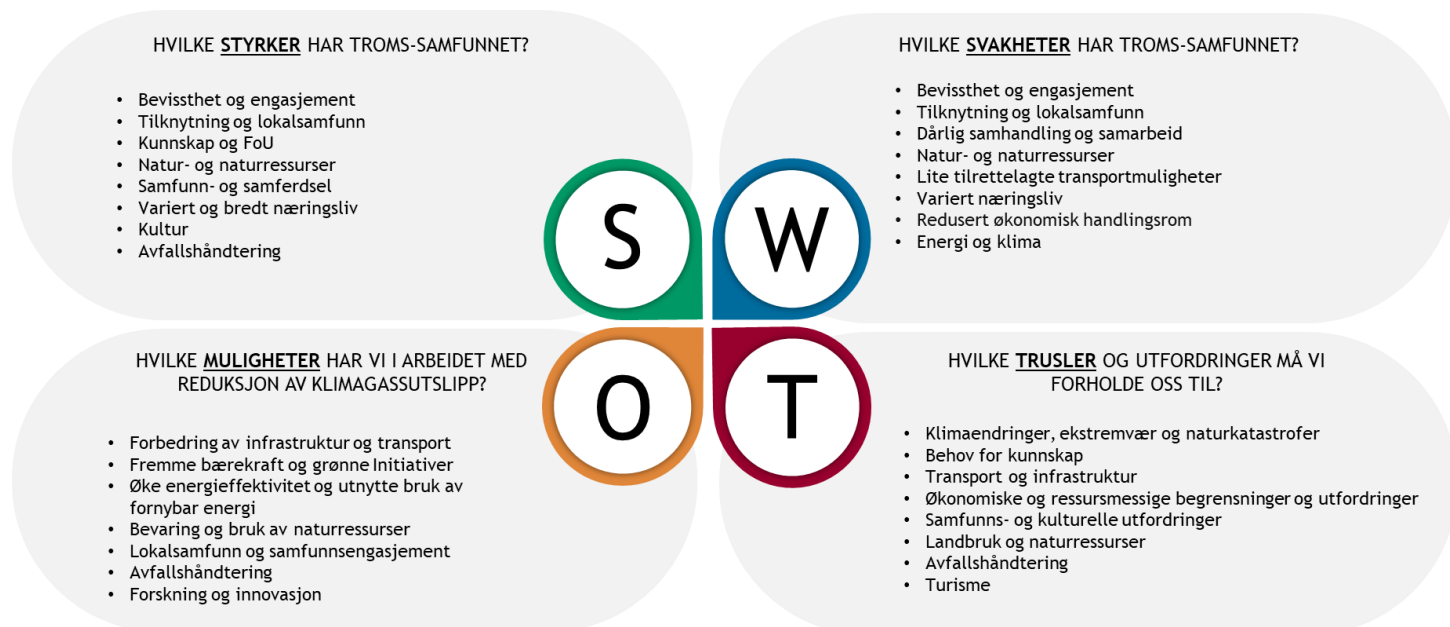 HVILKE STYRKER HAR TROMS-SAMFUNNET?
• Bevissthet og engasjement
• Tilknytning og lokalsamfunn
• Kunnskap og FoU
• Natur- og naturressurser
• Samfunn- og samferdsel
• Variert og bredt næringsliv
• Kultur
• Avfallshåndtering
HVILKE SVAKHETER HAR TROMS-SAMFUNNET?
• Bevissthet og engasjement
• Tilknytning og lokalsamfunn
• Dårlig samhandling og samarbeid
• Natur- og naturressurser
• Lite tilrettelagte transportmuligheter
• Variert næringsliv
• Redusert økonomisk handlingsrom
• Energi og klima
S
W
O
T
HVILKE MULIGHETER HAR VI I ARBEIDET MED
REDUKSJON AV KLIMAGASSUTSLIPP?
• Forbedring av infrastruktur og transport
• Fremme bærekraft og grønne Initiativer
• Øke energieffektivitet og utnytte bruk av
fornybar energi
• Bevaring og bruk av naturressurser
• Lokalsamfunn og samfunnsengasjement
• Avfallshåndtering
• Forskning og innovasjon
HVILKE TRUSLER OG UTFORDRINGER MÅ VI
FORHOLDE OSS TIL?
• Klimaendringer, ekstremvær og naturkatastrofer
• Behov for kunnskap
• Transport og infrastruktur
• Økonomiske og ressursmessige begrensninger og utfordringer
• Samfunns- og kulturelle utfordringer
• Landbruk og naturressurser
• Avfallshåndtering
• Turisme